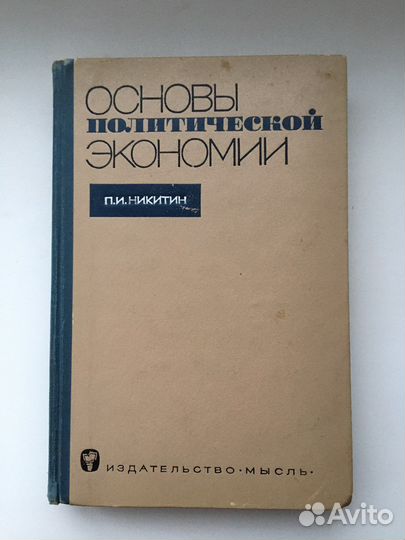 ОСНОВЫ
ПОЛИТИЧЕСКОЙ
ЭКОНОМИИ
П.И.НИКИТИН
ИЗДАТЕЛЬСТВО·МЫСЛЬ·
Avito